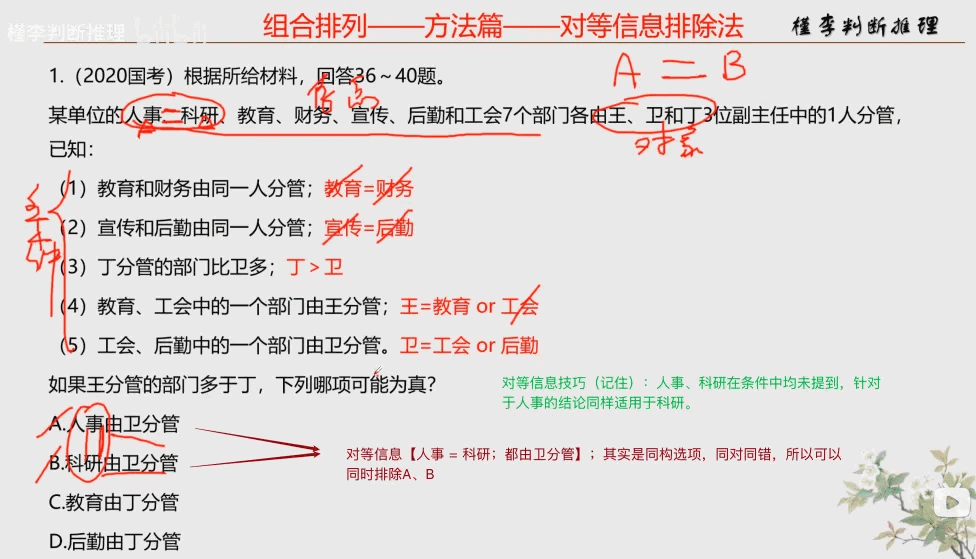 槿李判断推理 bilibili
组合排列——方法篇——对等信息排除法
槿李判断推理
1.（2020国考）根据所给材料，回答36～40题。
A = B
某单位的人事、科研、教育、财务、宣传、后勤和工会7个部门各由王、卫和丁3位副主任中的1人分管，
对象
已知：
（1）教育和财务由同一人分管；教育=财务
（2）宣传和后勤由同一人分管；宣传=后勤
（3）丁分管的部门比卫多；丁＞卫
（4）教育、工会中的一个部门由王分管；王=教育 or 工会
（5）工会、后勤中的一个部门由卫分管。卫=工会 or 后勤
如果王分管的部门多于丁，下列哪项可能为真？
对等信息技巧（记住）：人事、科研在条件中均未提到，针对
于人事的结论同样适用于科研。
A.人事由卫分管
B.科研由卫分管
对等信息【人事 = 科研；都由卫分管】；其实是同构选项，同对同错，所以可以
同时排除A、B
C.教育由丁分管
D.后勤由丁分管